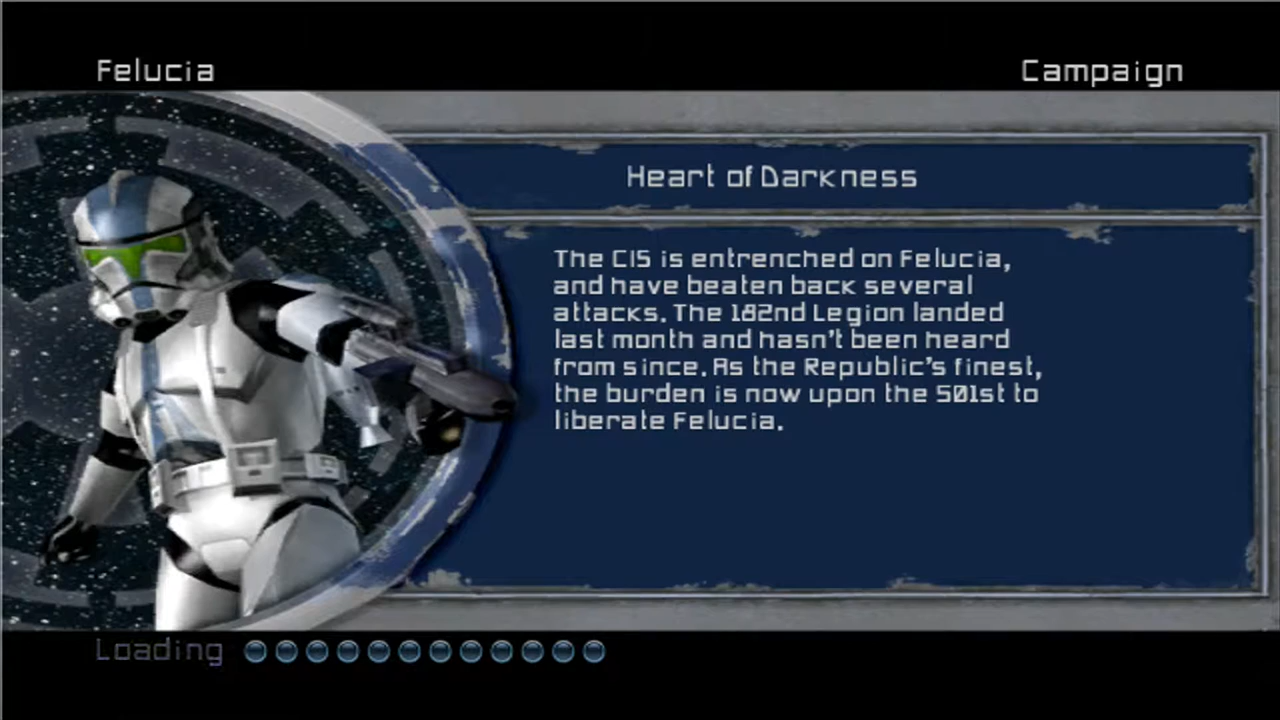 Felucia
Campaign
Heart of Darkness
The CIS is entrenched on Felucia,
and have beaten back several
attacks. The 182nd Legion landed
last month and hasn't been heard
from since. As the Republic's finest,
the burden is now upon the 501st to
liberate Felucia.
Loading